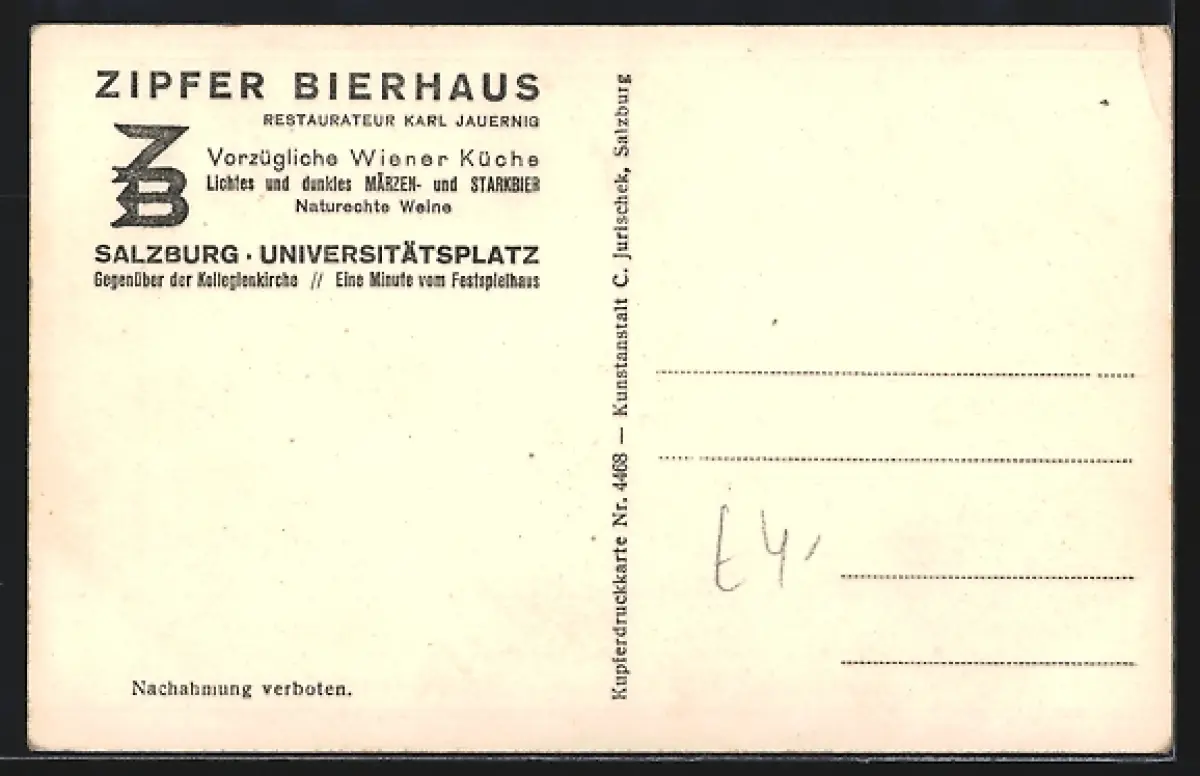 ZIPFER BIERHAUS
RESTAURATEUR KARL JAUERNIG
ZB
Vorzügliche Wiener Küche
Lichtes und dunkles MÄRZEN- und STARKBIER
Naturechte Weine
SALZBURG · UNIVERSITÄTSPLATZ
Gegenüber der Kollegienkirche // Eine Minute vom Festspielhaus
Nachahmung verboten.
Kupferdruckkarte Nr. 4468 — Kunstanstalt C. Jurischek, Salzburg
E 4,